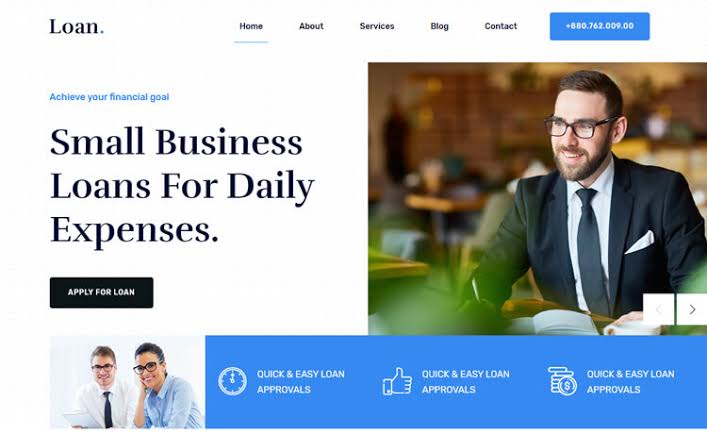 Loan.
Home About Services Blog Contact +880.762.009.00
Achieve your financial goal
Small Business
Loans For Daily
Expenses.
APPLY FOR LOAN
QUICK & EASY LOAN
APPROVALS
QUICK & EASY LOAN
APPROVALS
QUICK & EASY LOAN
APPROVALS